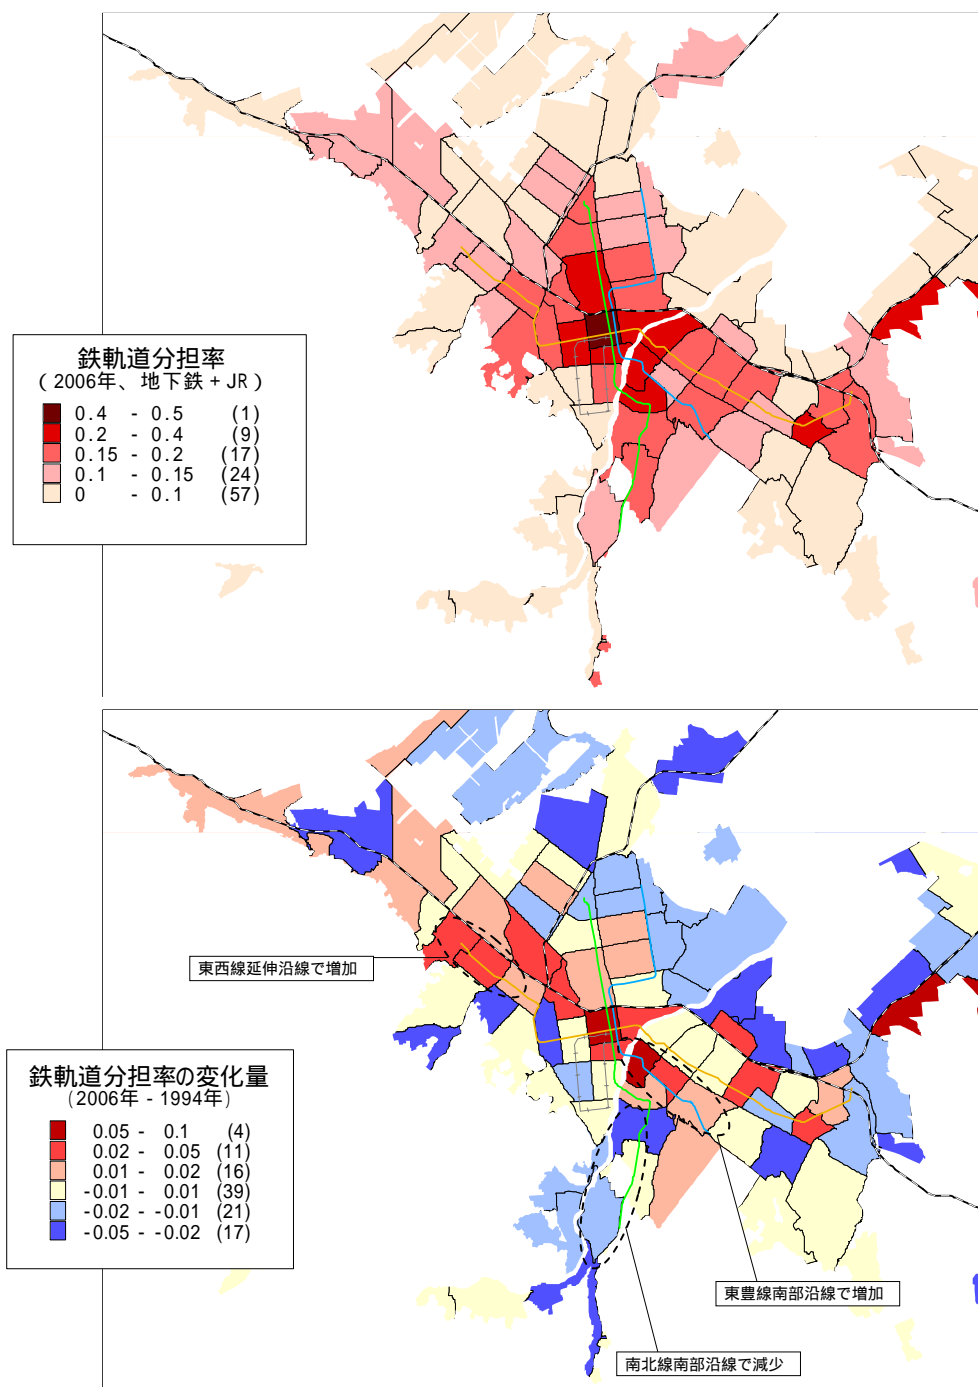 鉄軌道分担率
(2006年、地下鉄+JR)
0.4 - 0.5 (1)
0.2 - 0.4 (9)
0.15 - 0.2 (17)
0.1 - 0.15 (24)
0 - 0.1 (57)
東西線延伸沿線で増加
鉄軌道分担率の変化量
(2006年 - 1994年)
0.05 - 0.1 (4)
0.02 - 0.05 (11)
0.01 - 0.02 (16)
-0.01 - 0.01 (39)
-0.02 - -0.01 (21)
-0.05 - -0.02 (17)
東豊線南部沿線で増加
南北線南部沿線で減少